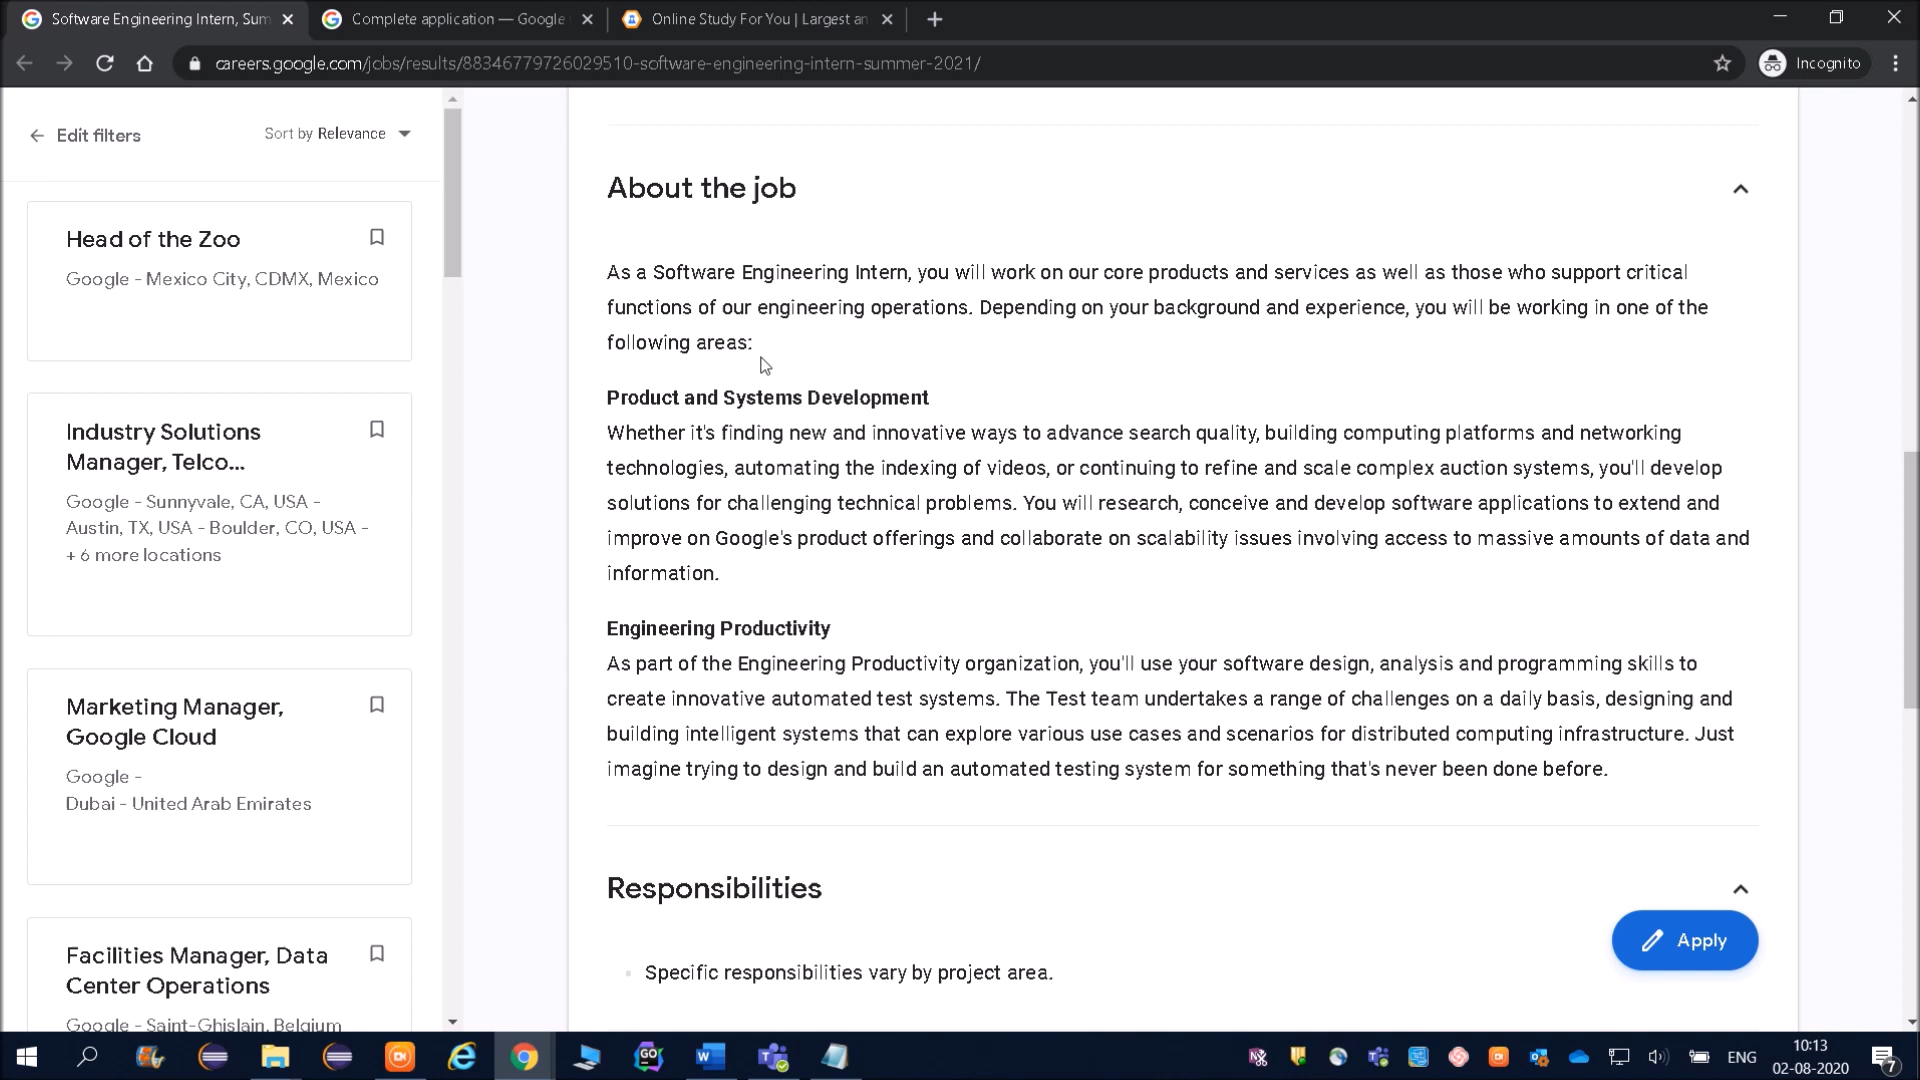 Software Engineering Intern, Sum
Complete application — Google
Online Study For You | Largest an
careers.google.com/jobs/results/88346779726029510-software-engineering-intern-summer-2021/
Incognito
Edit filters
Sort by Relevance
Head of the Zoo
Google - Mexico City, CDMX, Mexico
Industry Solutions
Manager, Telco...
Google - Sunnyvale, CA, USA -
Austin, TX, USA - Boulder, CO, USA -
+ 6 more locations
Marketing Manager,
Google Cloud
Google -
Dubai - United Arab Emirates
Facilities Manager, Data
Center Operations
Google - Saint-Ghislain, Belgium
About the job
As a Software Engineering Intern, you will work on our core products and services as well as those who support critical
functions of our engineering operations. Depending on your background and experience, you will be working in one of the
following areas:
Product and Systems Development
Whether it's finding new and innovative ways to advance search quality, building computing platforms and networking
technologies, automating the indexing of videos, or continuing to refine and scale complex auction systems, you'll develop
solutions for challenging technical problems. You will research, conceive and develop software applications to extend and
improve on Google's product offerings and collaborate on scalability issues involving access to massive amounts of data and
information.
Engineering Productivity
As part of the Engineering Productivity organization, you'll use your software design, analysis and programming skills to
create innovative automated test systems. The Test team undertakes a range of challenges on a daily basis, designing and
building intelligent systems that can explore various use cases and scenarios for distributed computing infrastructure. Just
imagine trying to design and build an automated testing system for something that's never been done before.
Responsibilities
Apply
Specific responsibilities vary by project area.
ENG
10:13
02-08-2020
7